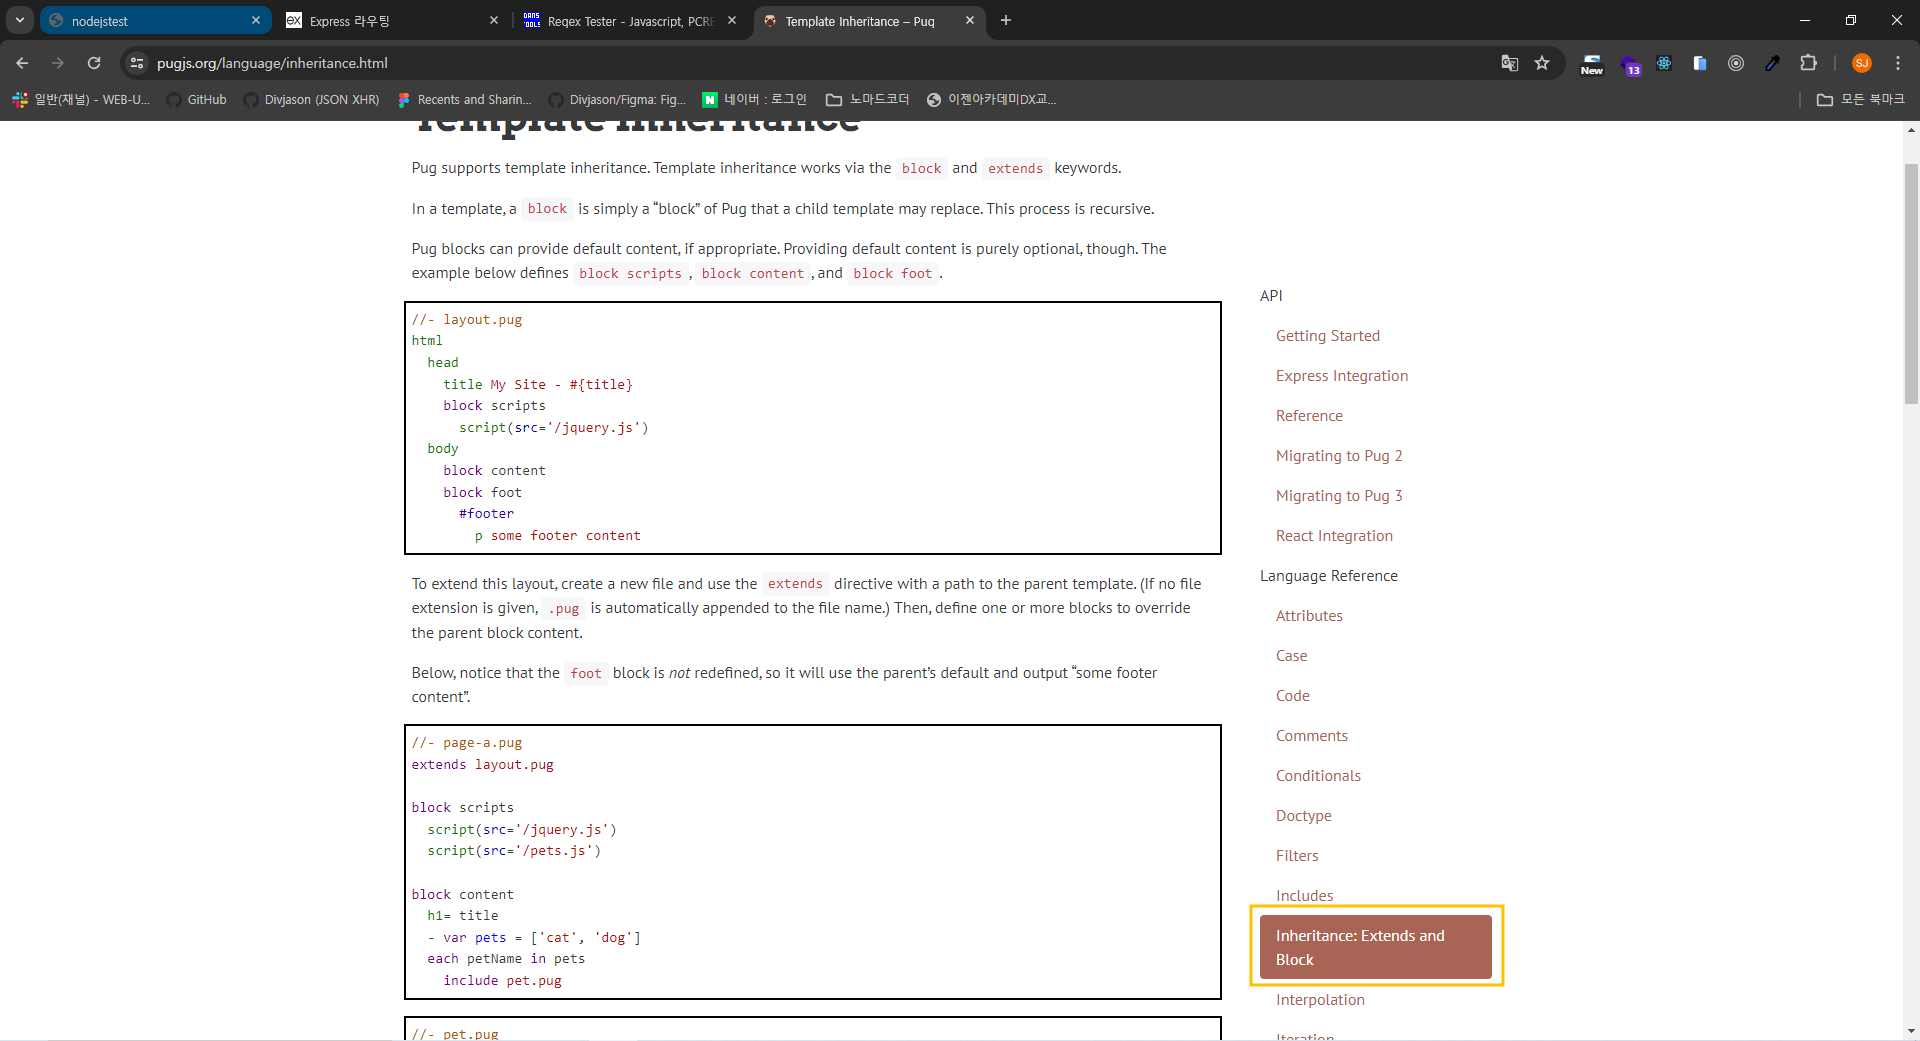 nodejstest
Express 라우팅
Regex Tester - Javascript, PCRE
Template Inheritance – Pug
pugjs.org/language/inheritance.html
New
13
SJ
일반(채널) - WEB-U...
GitHub
Divjason (JSON XHR)
Recents and Sharin...
Divjason/Figma: Fig...
네이버 : 로그인
노마드코더
이젠아카데미DX교...
모든 북마크
Template Inheritance
Pug supports template inheritance. Template inheritance works via the block and extends keywords.
In a template, a block is simply a “block” of Pug that a child template may replace. This process is recursive.
Pug blocks can provide default content, if appropriate. Providing default content is purely optional, though. The
example below defines block scripts, block content, and block foot.
//- layout.pug
html
  head
    title My Site - #{title}
    block scripts
      script(src='/jquery.js')
  body
    block content
    block foot
      #footer
        p some footer content
To extend this layout, create a new file and use the extends directive with a path to the parent template. (If no file
extension is given, .pug is automatically appended to the file name.) Then, define one or more blocks to override
the parent block content.
Below, notice that the foot block is not redefined, so it will use the parent’s default and output “some footer
content”.
//- page-a.pug
extends layout.pug
block scripts
  script(src='/jquery.js')
  script(src='/pets.js')
block content
  h1= title
  - var pets = ['cat', 'dog']
  each petName in pets
    include pet.pug
//- pet.pug
API
Getting Started
Express Integration
Reference
Migrating to Pug 2
Migrating to Pug 3
React Integration
Language Reference
Attributes
Case
Code
Comments
Conditionals
Doctype
Filters
Includes
Inheritance: Extends and
Block
Interpolation
Iteration